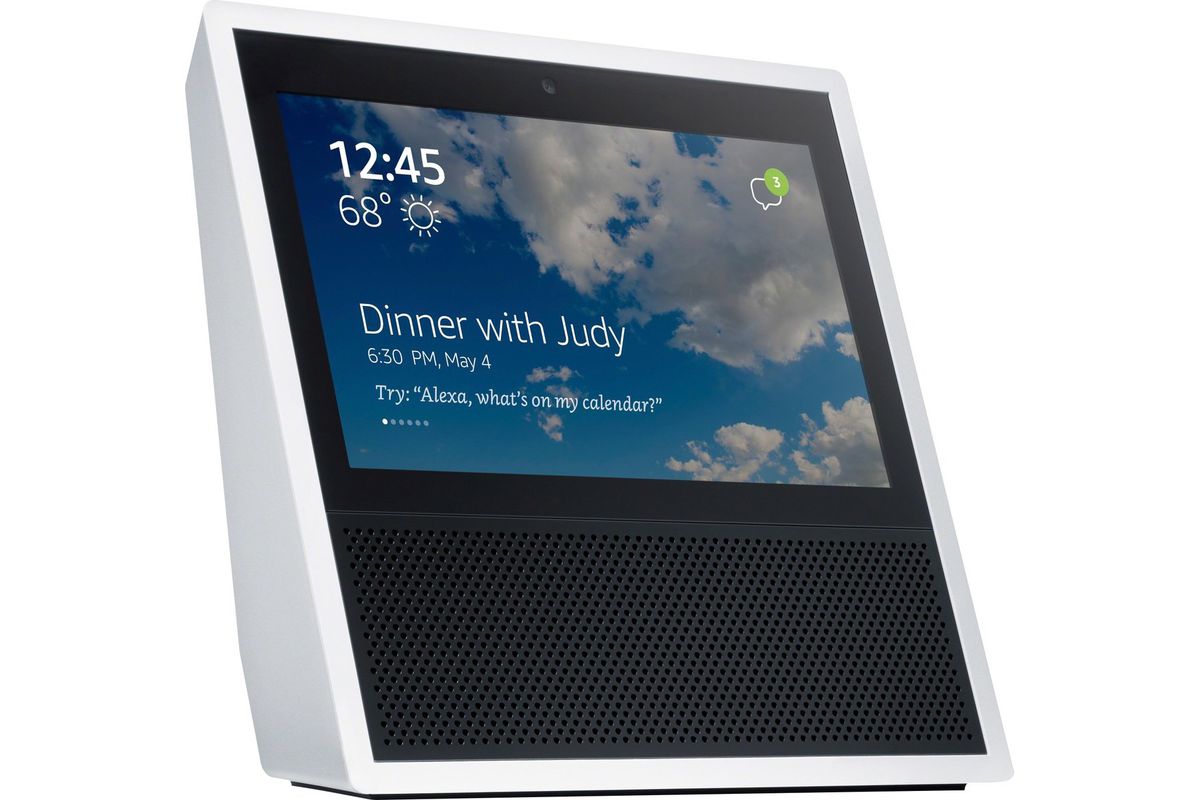 12:45
68°
3
Dinner with Judy
6:30 PM, May 4
Try: “Alexa, what’s on my calendar?”